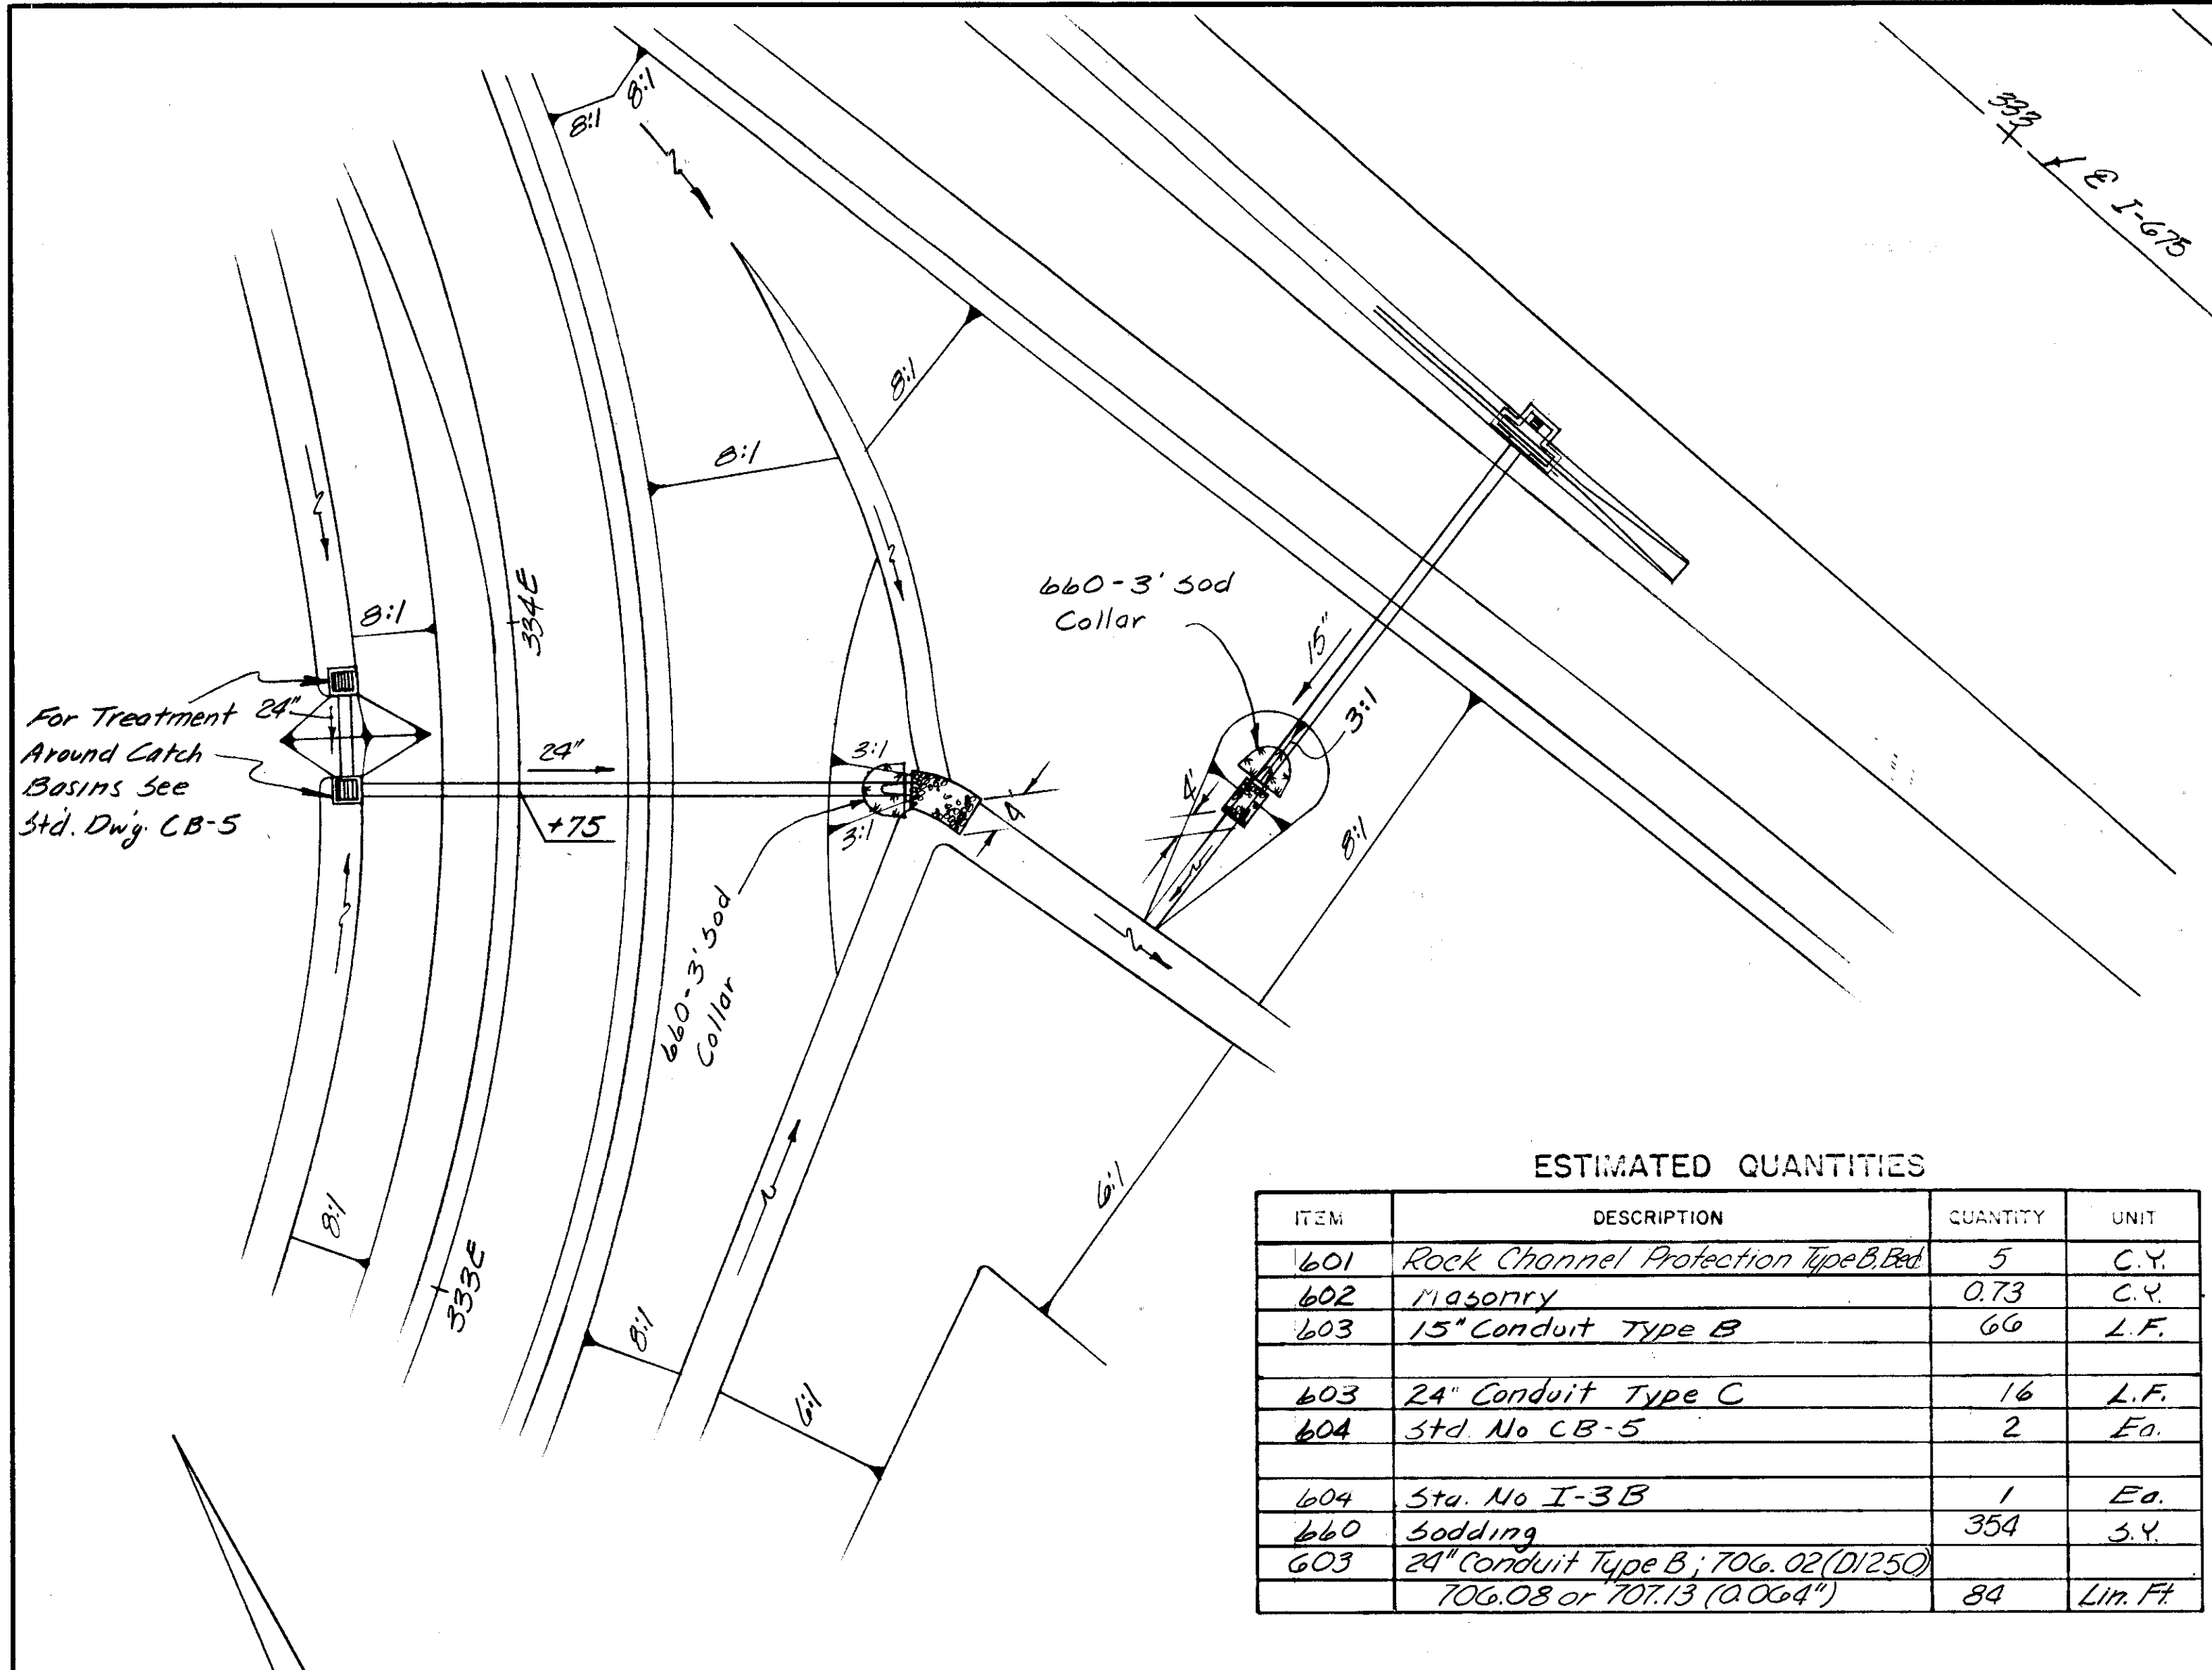 8:1
8:1
333
℄ I-675
8:1
8:1
334E
660-3' Sod
Collar
15"
3:1
8:1
For Treatment
Around Catch
Basins See
Std. Dw'g. CB-5
24"
24"
+75
3:1
3:1
4'
4'
8:1
660-3' Sod
Collar
8:1
333E
8:1
6:1
6:1
ESTIMATED QUANTITIES
ITEM DESCRIPTION QUANTITY UNIT
601 Rock Channel Protection Type B. Bed 5 C.Y.
602 Masonry 0.73 C.Y.
603 15" Conduit Type B 66 L.F.
603 24" Conduit Type C 16 L.F.
604 Std. No CB-5 2 Ea.
604 Std. No I-3B 1 Ea.
660 Sodding 354 S.Y.
603 24" Conduit Type B; 706.02 (D1250)
706.08 or 707.13 (0.064") 84 Lin. Ft.